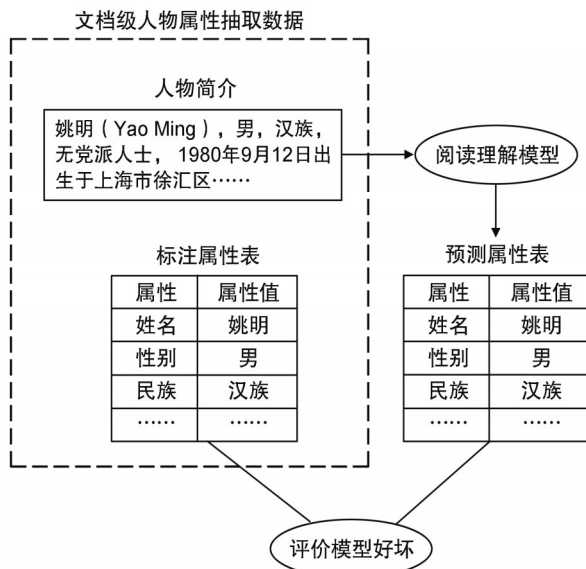 文档级人物属性抽取数据
人物简介
姚明（Yao Ming），男，汉族，
无党派人士， 1980年9月12日出
生于上海市徐汇区……
阅读理解模型
标注属性表
属性 属性值
姓名 姚明
性别 男
民族 汉族
…… ……
预测属性表
属性 属性值
姓名 姚明
性别 男
民族 汉族
…… ……
评价模型好坏